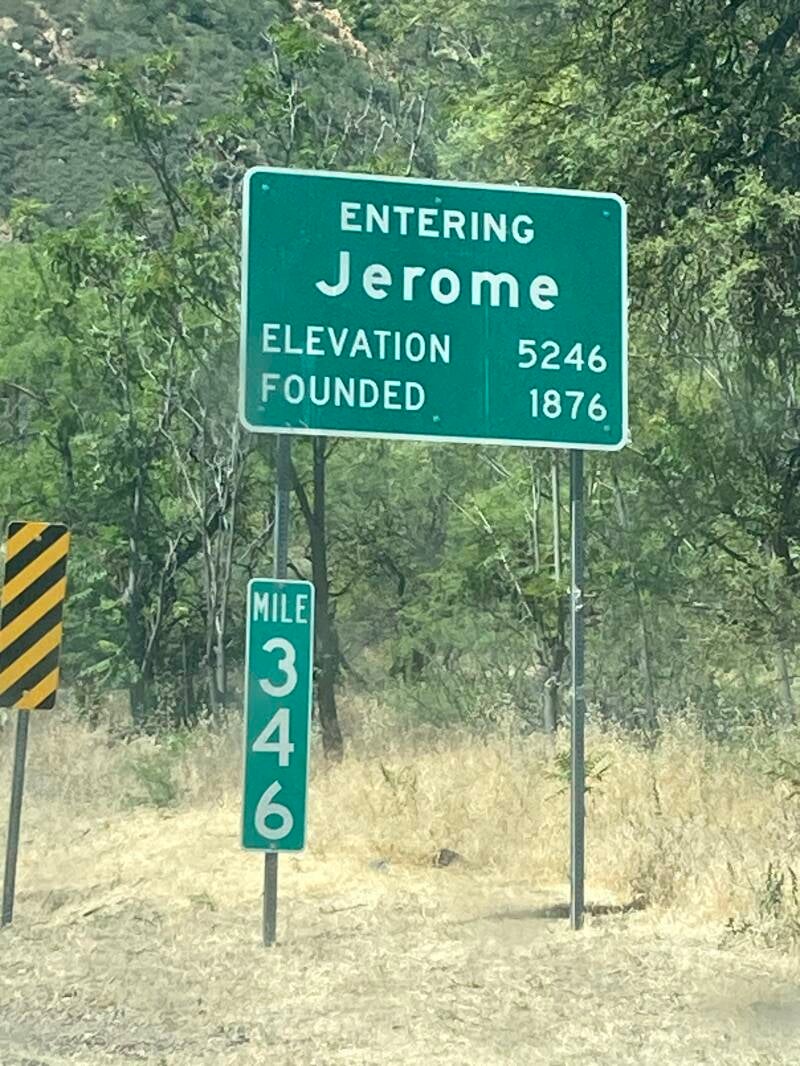 ENTERING
Jerome
ELEVATION 5246
FOUNDED 1876
MILE
3
4
6